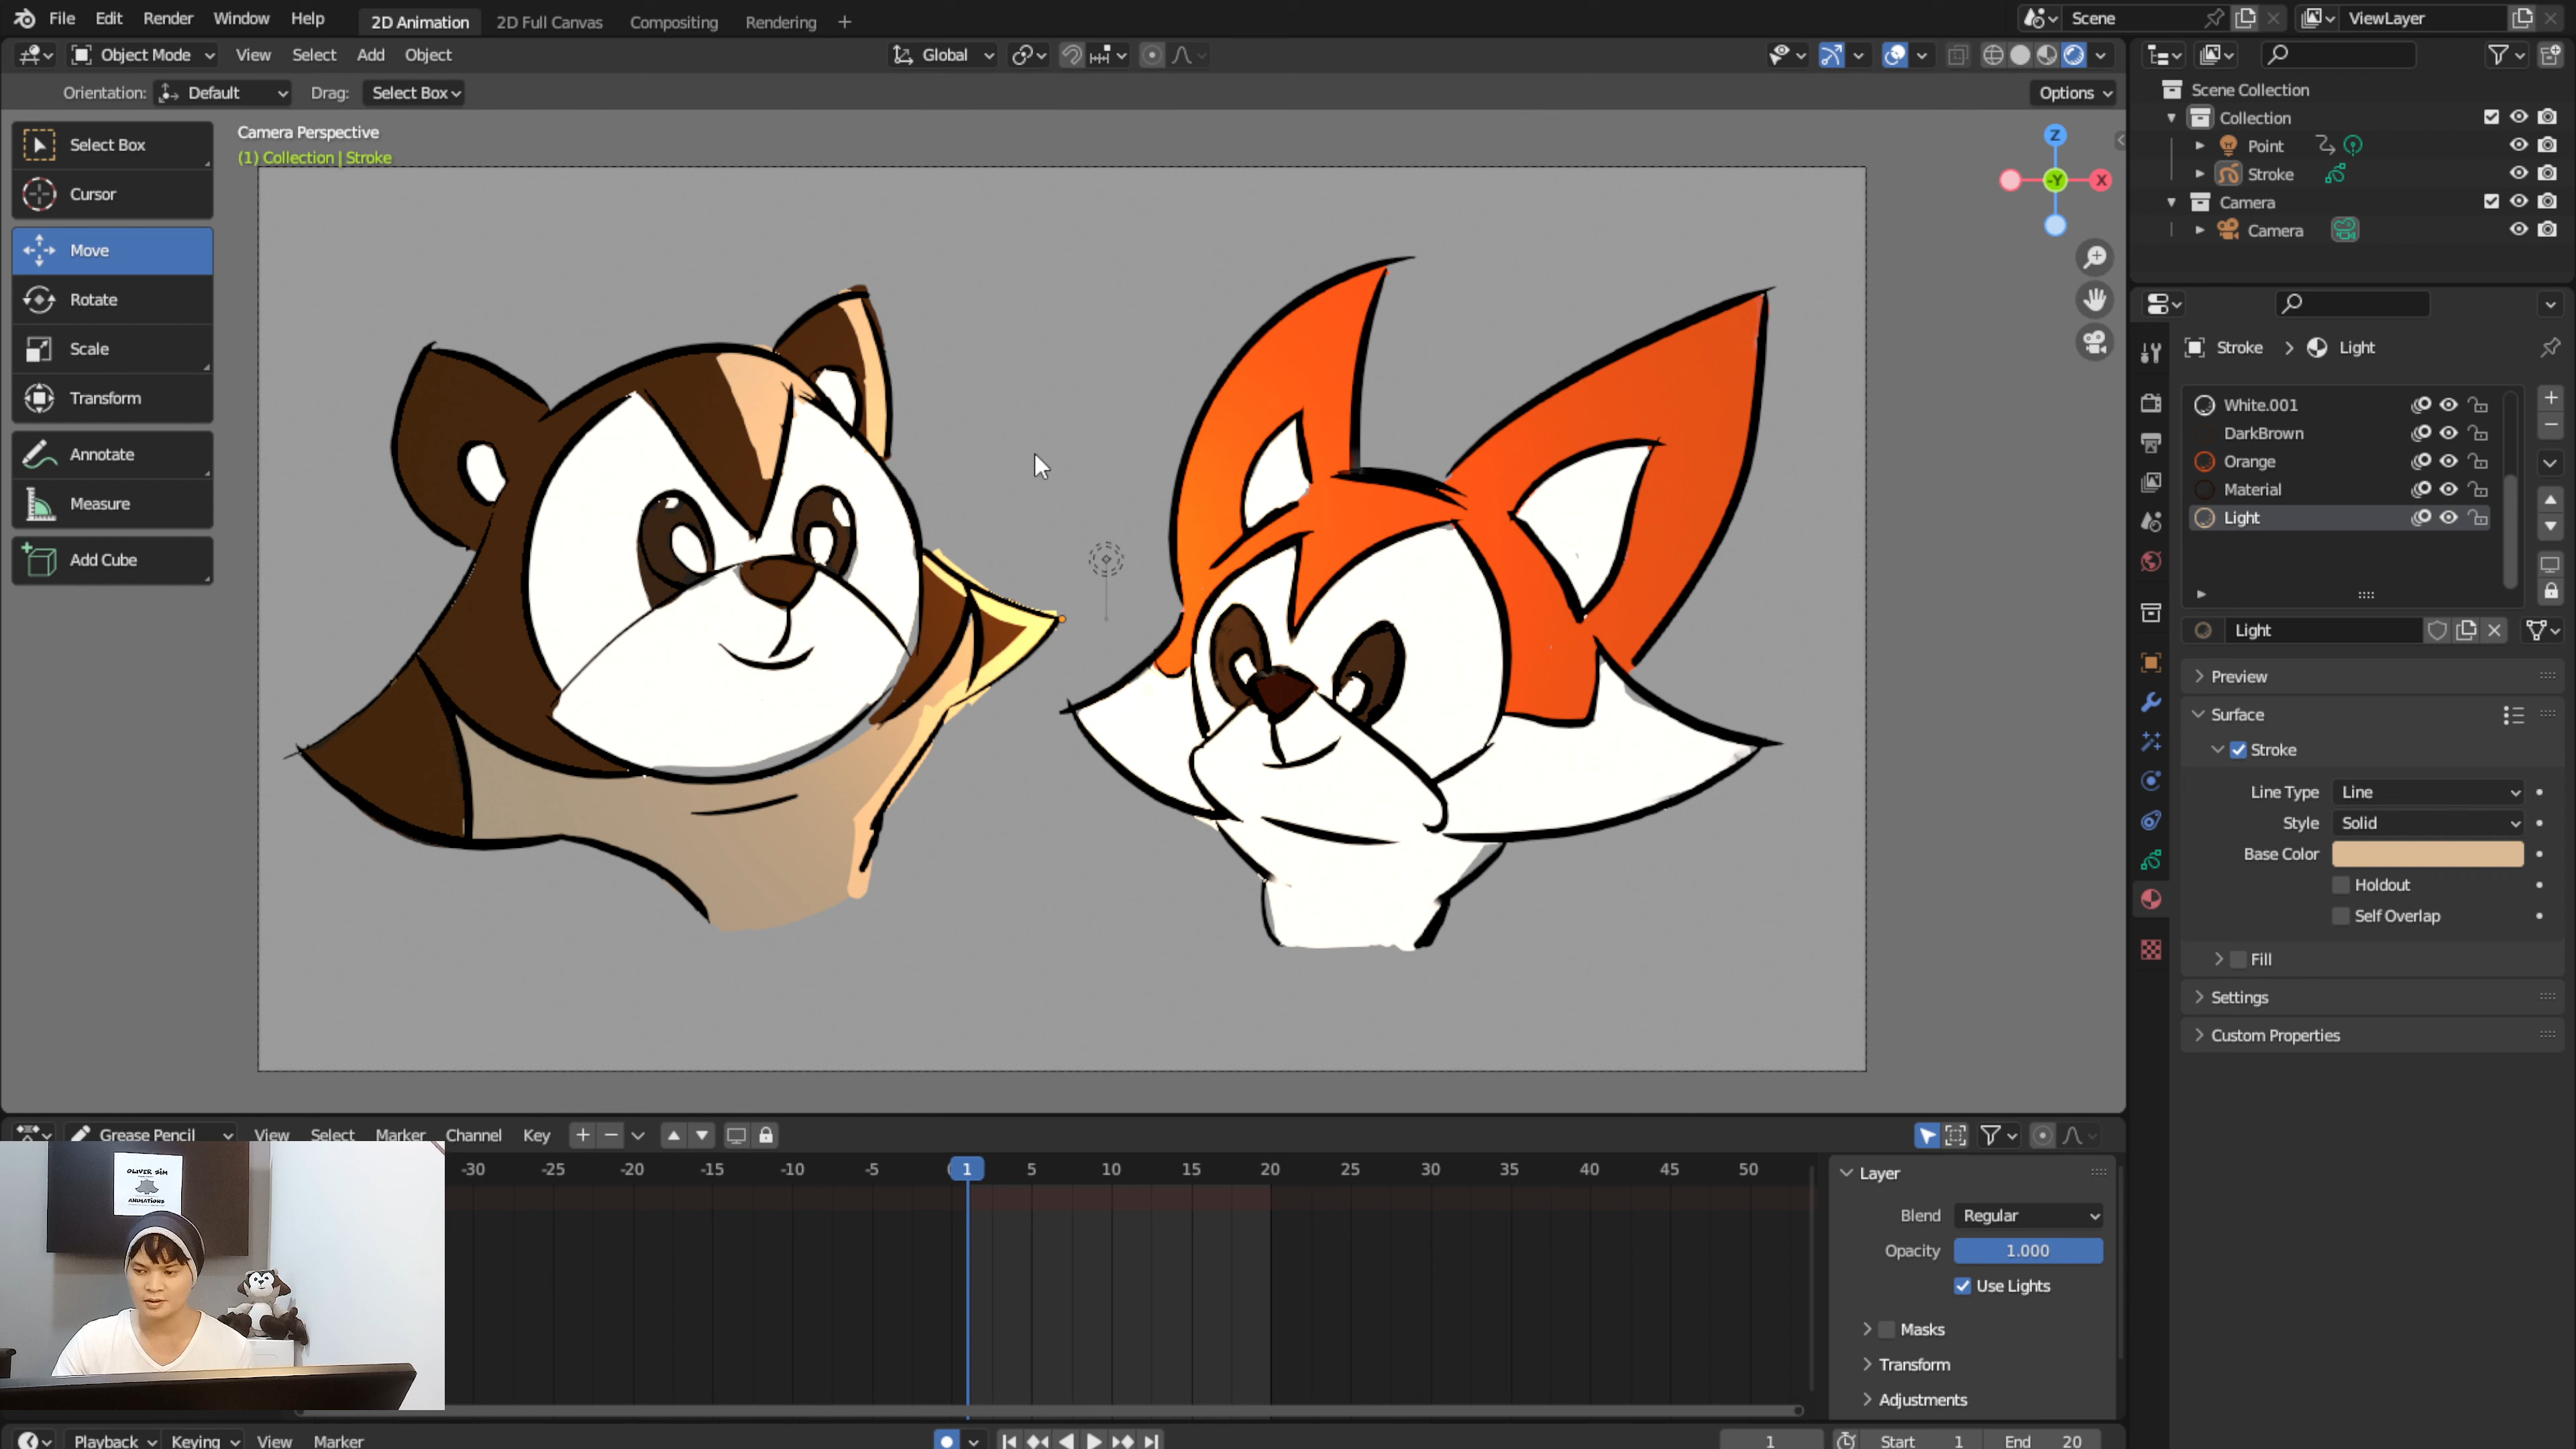 File Edit Render Window Help 2D Animation 2D Full Canvas Compositing Rendering + Scene ViewLayer
Object Mode View Select Add Object Global
Orientation: Default Drag: Select Box Options
Select Box
Cursor
Move
Rotate
Scale
Transform
Annotate
Measure
Add Cube
Camera Perspective
(1) Collection | Stroke
Z
-Y X
Scene Collection
Collection
Point
Stroke
Camera
Camera
Stroke > Light
White.001
DarkBrown
Orange
Material
Light
Light
Preview
Surface
Stroke
Line Type Line
Style Solid
Base Color
Holdout
Self Overlap
Fill
Settings
Custom Properties
Grease Pencil View Select Marker Channel Key
-30 -25 -20 -15 -10 -5 1 5 10 15 20 25 30 35 40 45 50
Layer
Blend Regular
Opacity 1.000
Use Lights
Masks
Transform
Adjustments
OLIVER SIM
ANIMATIONS
Playback Keying View Marker 1 Start 1 End 20